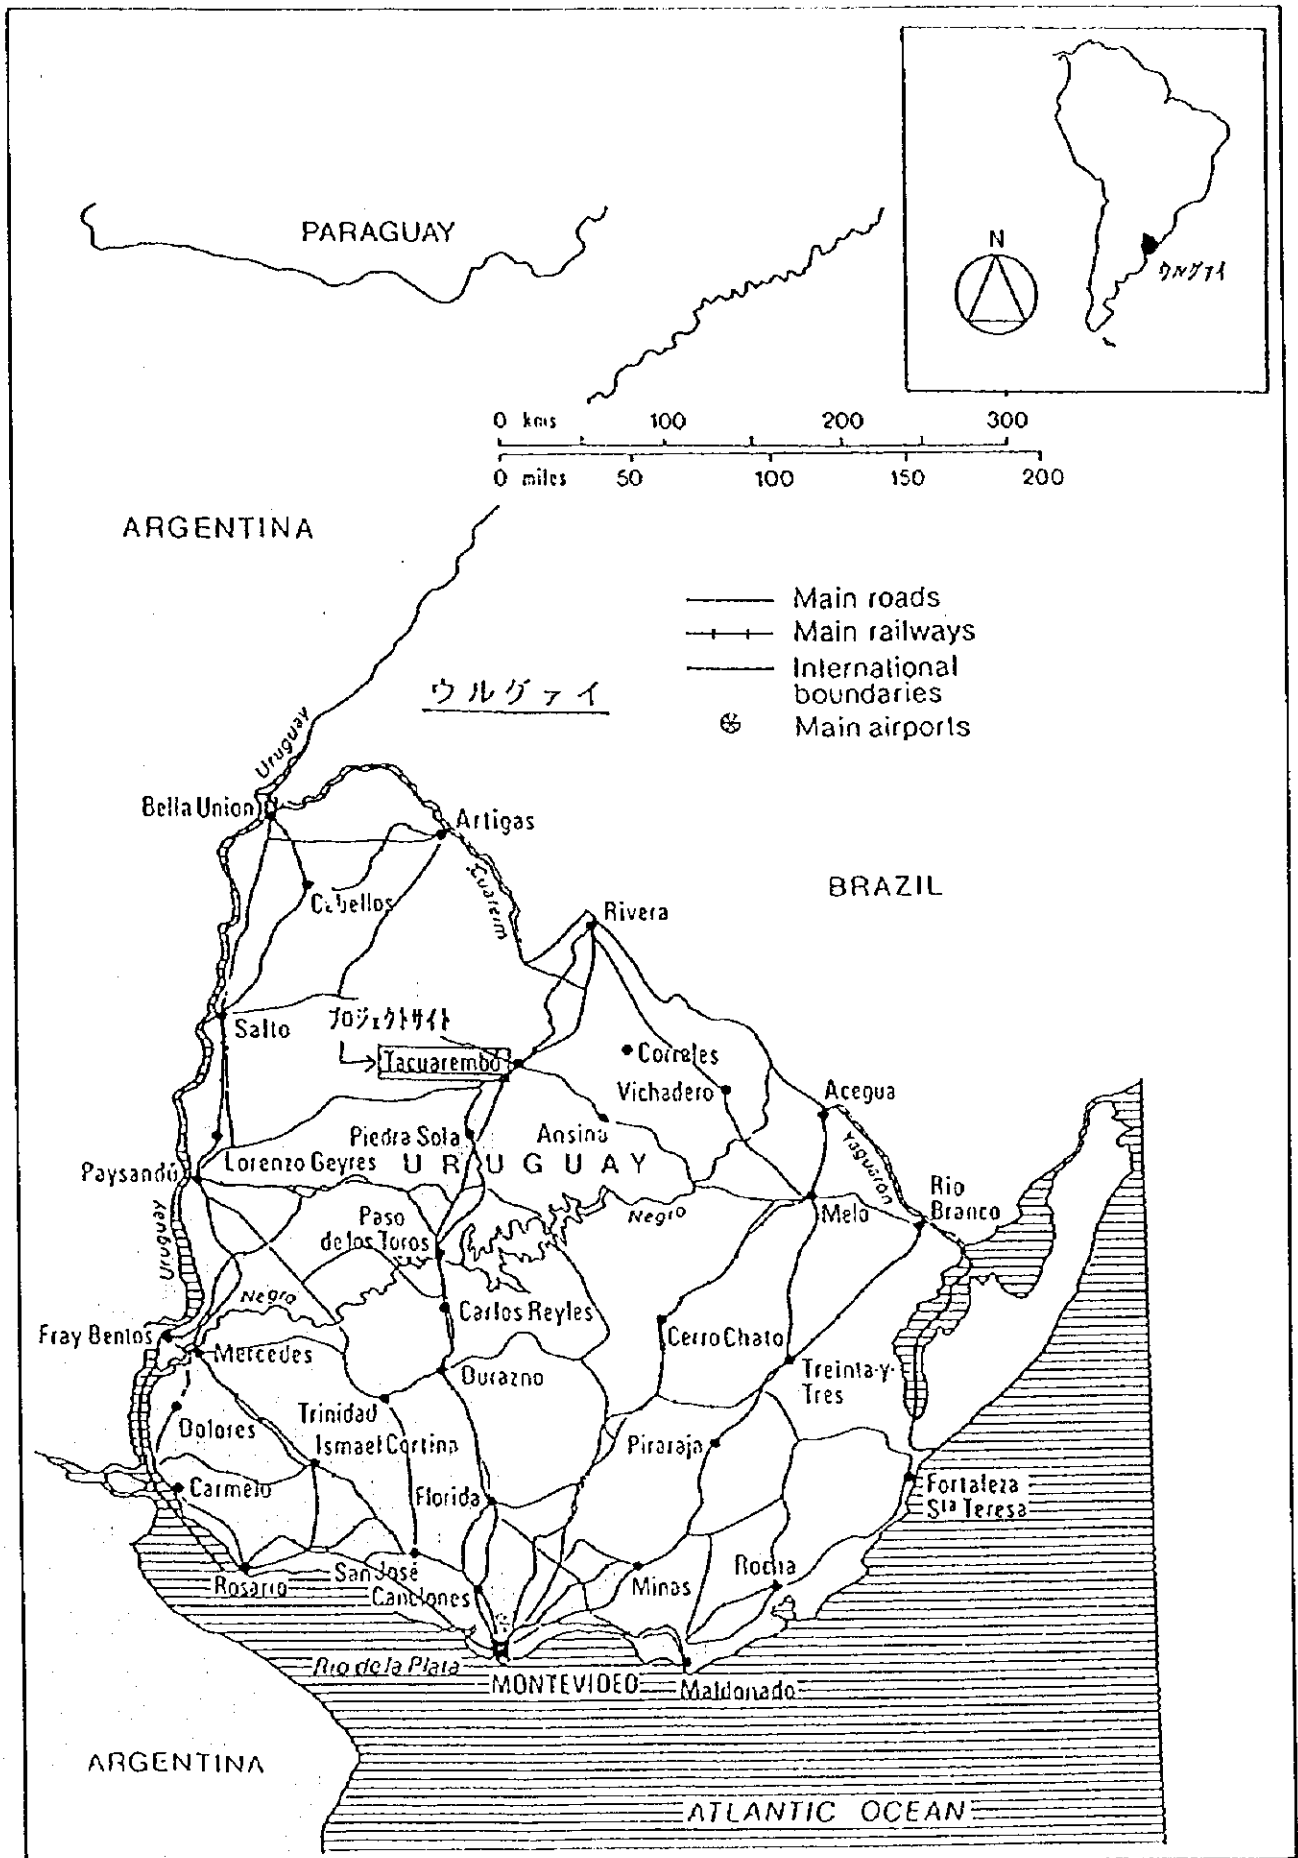 PARAGUAY
N
ウルグァイ
0 kms 100 200 300
0 miles 50 100 150 200
ARGENTINA
Main roads
Main railways
International
boundaries
Main airports
ウルグァイ
Uruguay
Bella Union
Artigas
Cuareim
Cabellos
BRAZIL
Rivera
Salto
プロジェクトサイト
Tacuarembó
Correles
Vichadero
Acegua
Piedra Sola
Ansina
Yaguarón
Paysandú
Lorenzo Geyres
URUGUAY
Uruguay
Paso
de los Toros
Negro
Melo
Rio
Branco
Negro
Carlos Reyles
Fray Bentos
Mercedes
Cerro Chato
Durazno
Treinta-y-
Tres
Dolores
Trinidad
Ismael Cortina
Piraraja
Carmelo
Florida
Fortaleza
Sta Teresa
Rosario
San José
Canelones
Minas
Rocha
Rio de la Plata
MONTEVIDEO
Maldonado
ARGENTINA
ATLANTIC OCEAN